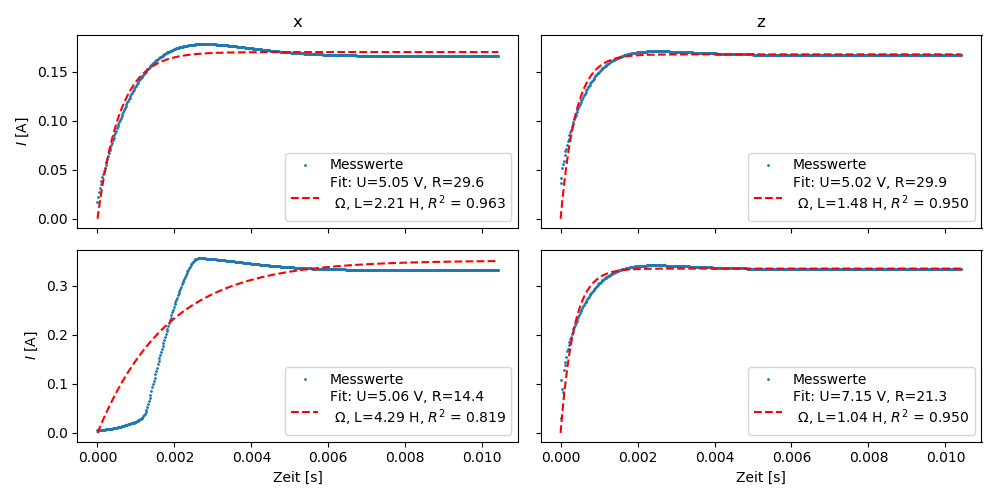 x
z
I [A]
0.15
0.10
0.05
0.00
Messwerte
Fit: U=5.05 V, R=29.6
Ω, L=2.21 H, R² = 0.963
Messwerte
Fit: U=5.02 V, R=29.9
Ω, L=1.48 H, R² = 0.950
I [A]
0.3
0.2
0.1
0.0
Messwerte
Fit: U=5.06 V, R=14.4
Ω, L=4.29 H, R² = 0.819
Messwerte
Fit: U=7.15 V, R=21.3
Ω, L=1.04 H, R² = 0.950
0.000 0.002 0.004 0.006 0.008 0.010
0.000 0.002 0.004 0.006 0.008 0.010
Zeit [s]
Zeit [s]